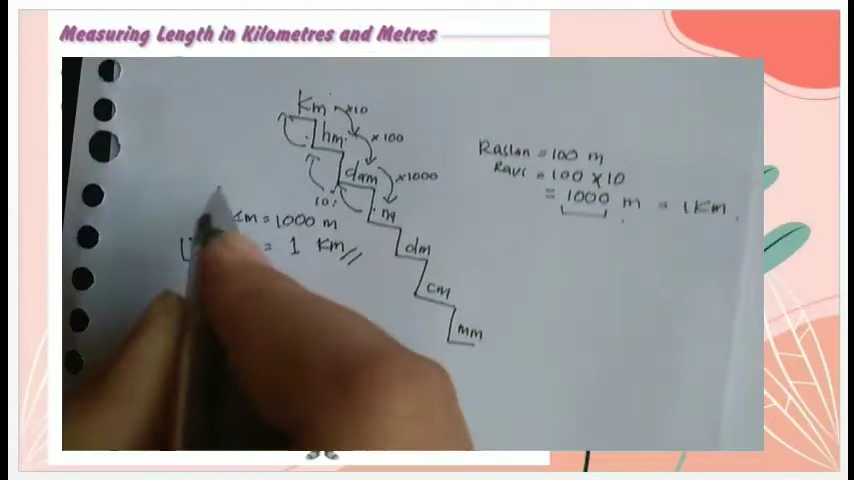 Measuring Length in Kilometres and Metres
Km ×10
hm ×100
dam ×1000
10
m
dm
cm
mm
Km = 1000 m
= 1 Km //
Raslan = 100 m
Ravi = 100 × 10
= 1000 m = 1 Km.